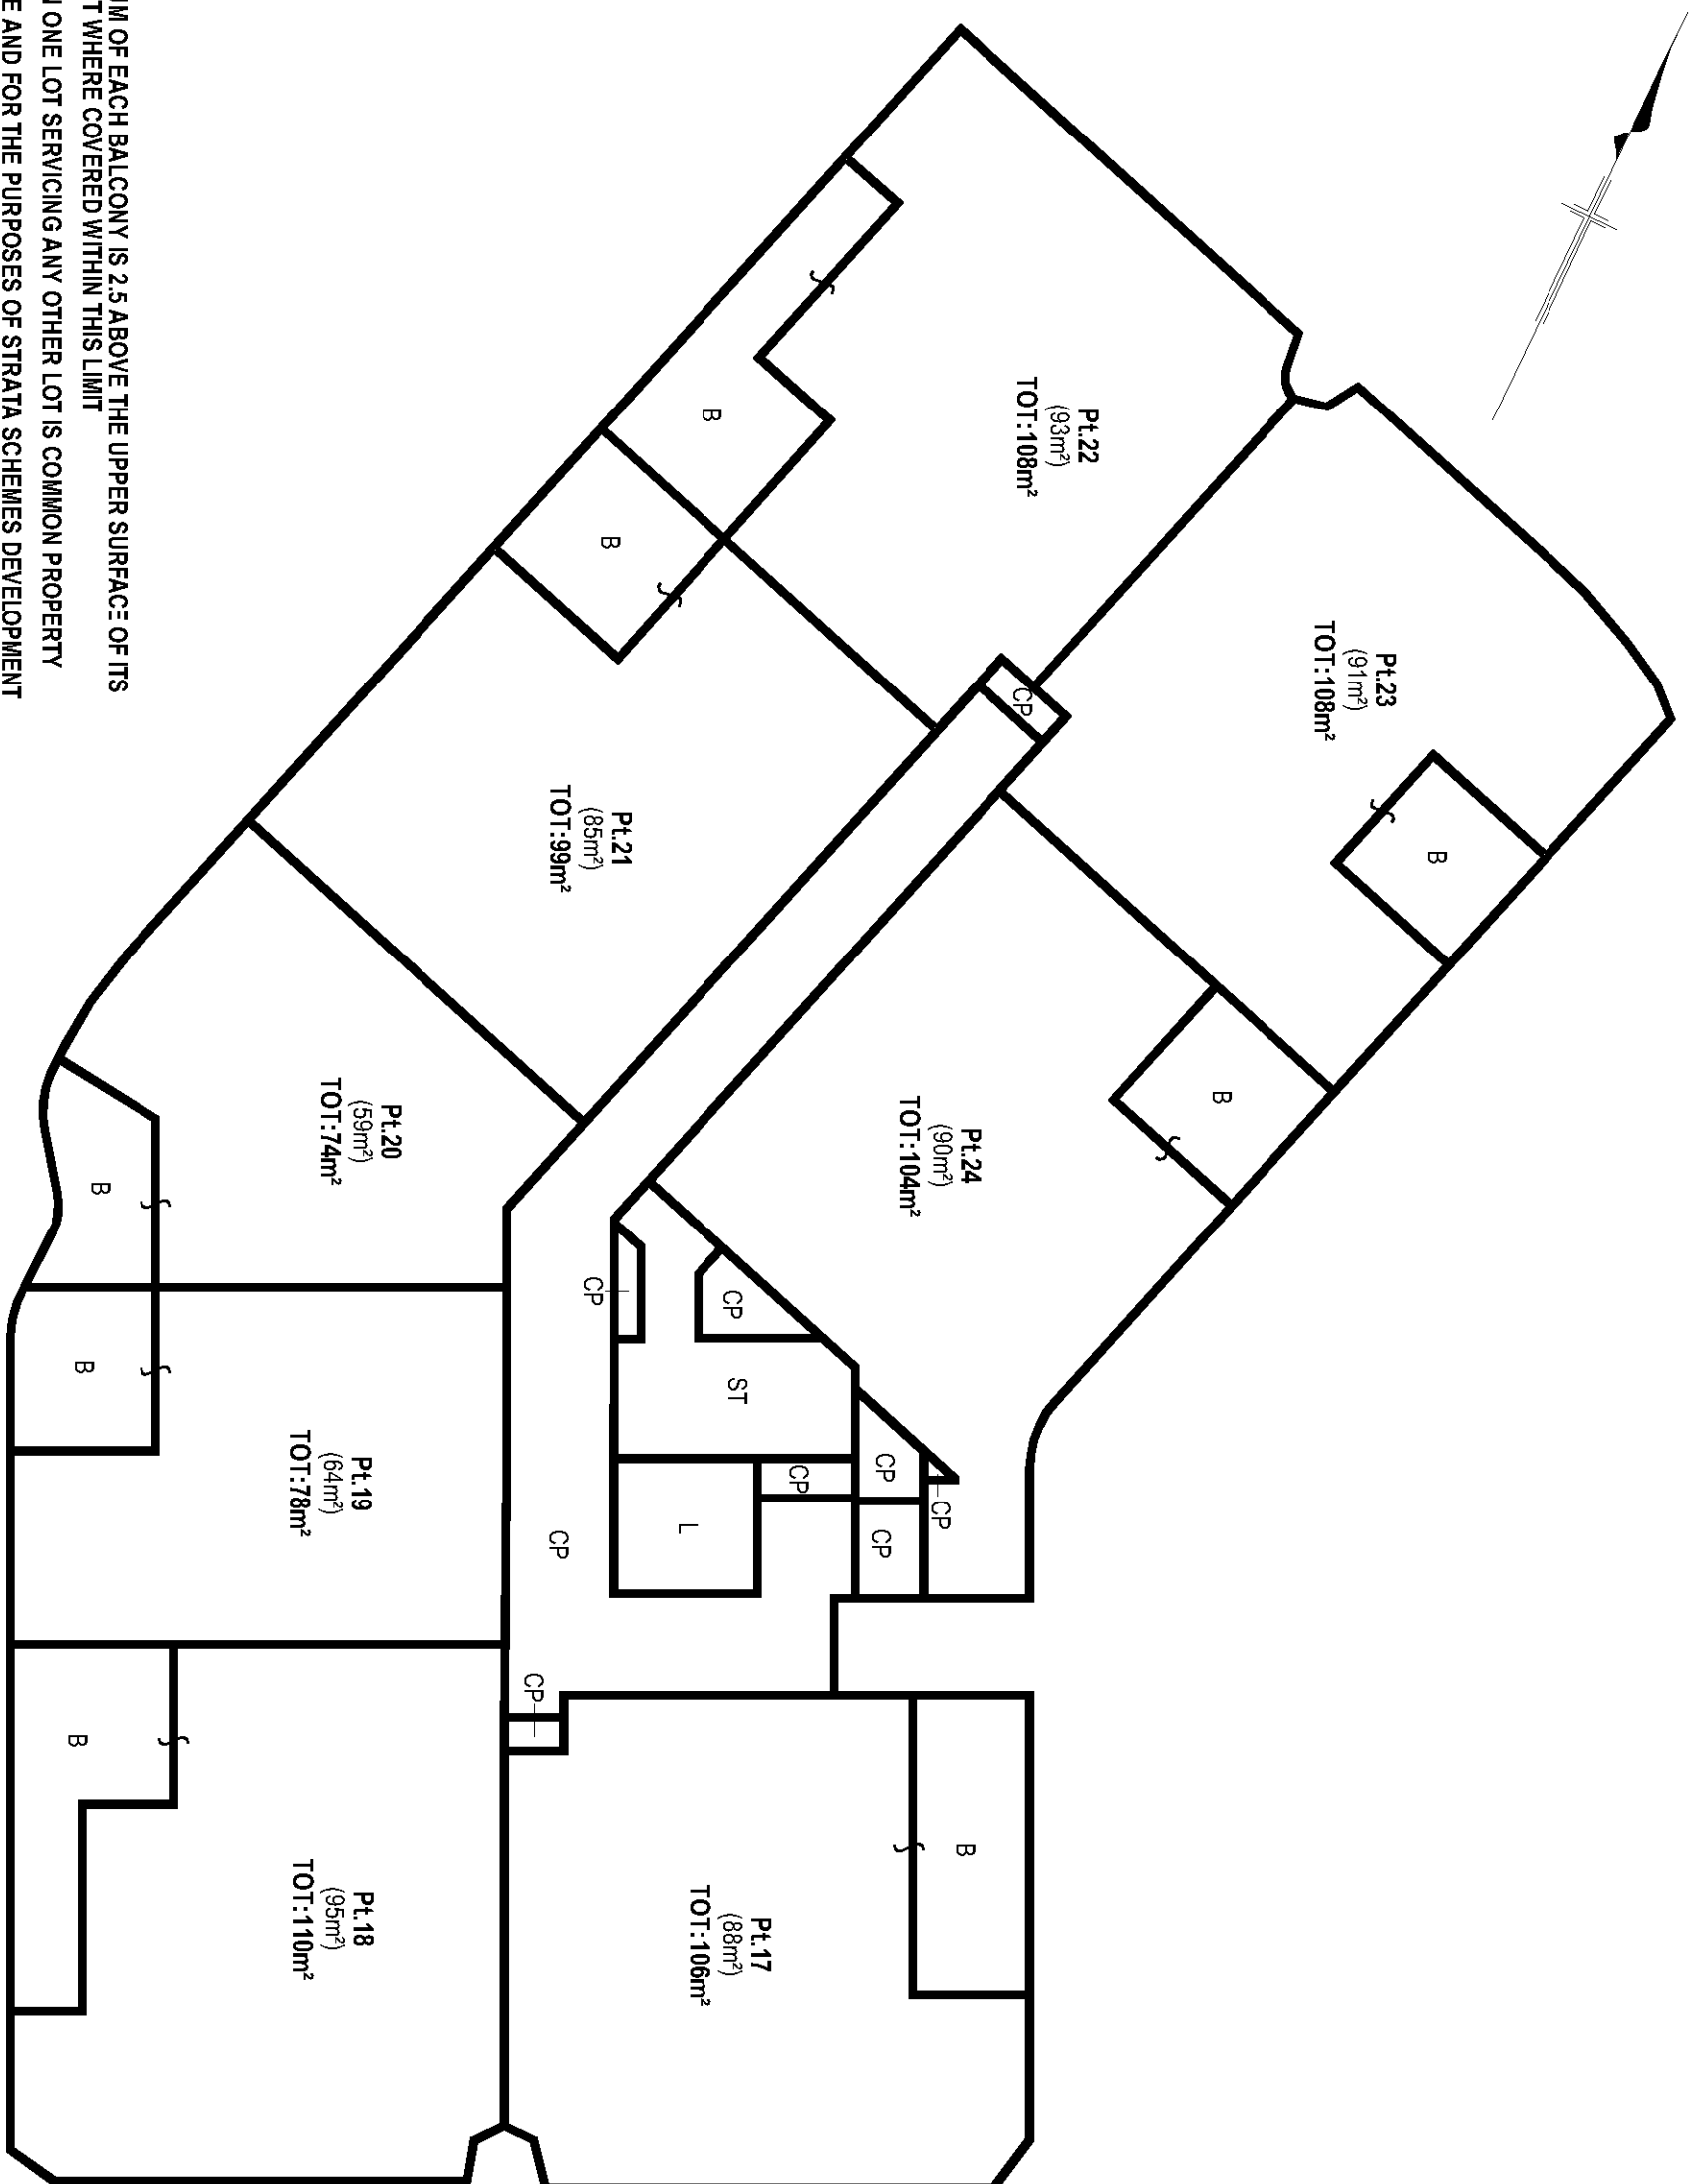 UM OF EACH BALCONY IS 2.5 ABOVE THE UPPER SURFACE OF ITS
T WHERE COVERED WITHIN THIS LIMIT
N ONE LOT SERVICING ANY OTHER LOT IS COMMON PROPERTY
E AND FOR THE PURPOSES OF STRATA SCHEMES DEVELOPMENT
Pt.22
(93m²)
TOT:108m²
B
Pt.23
(91m²)
TOT:108m²
B
CP
Pt.21
(85m²)
TOT:99m²
B
Pt.24
(90m²)
TOT:104m²
B
Pt.20
(59m²)
TOT:74m²
B
CP
CP
ST
CP
CP
CP
CP
L
CP
Pt.19
(64m²)
TOT:78m²
B
CP
Pt.18
(95m²)
TOT:110m²
B
Pt.17
(88m²)
TOT:106m²
B